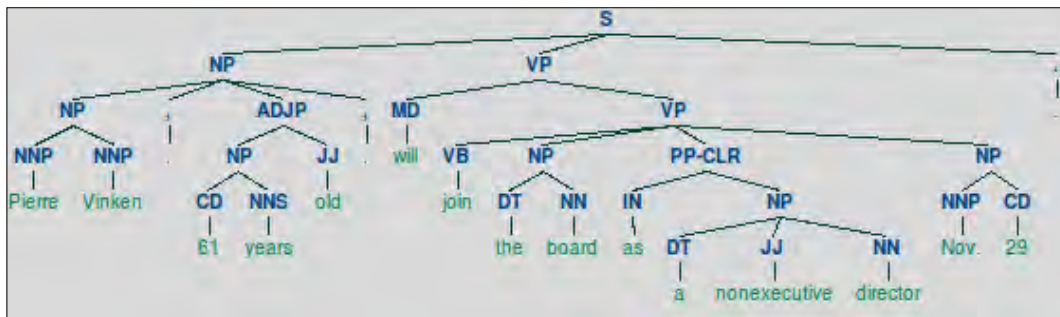 S
NP VP .
NP , ADJP , MD VP
NNP NNP , NP JJ , will VB NP PP-CLR NP
Pierre Vinken CD NNS old join DT NN IN NP NNP CD
61 years the board as DT JJ NN Nov. 29
a nonexecutive director